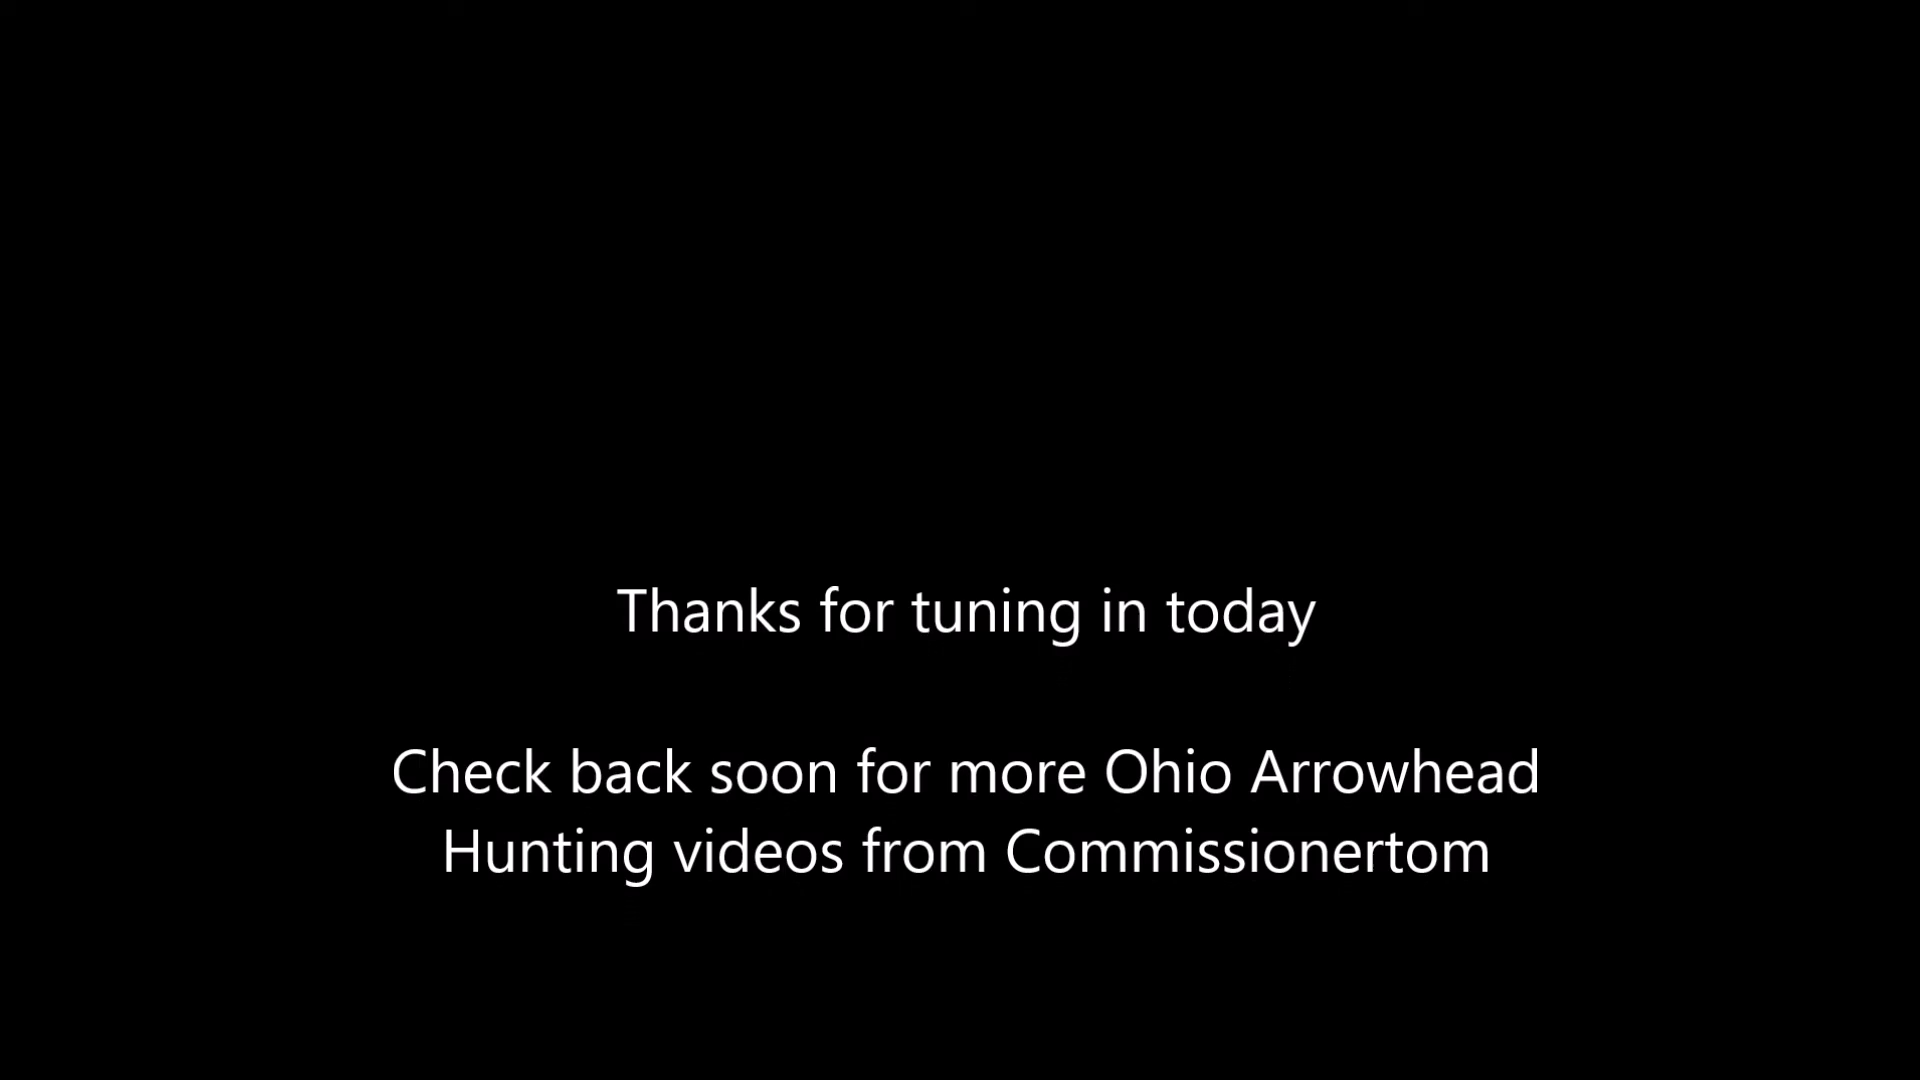 Thanks for tuning in today
Check back soon for more Ohio Arrowhead
Hunting videos from Commissionertom